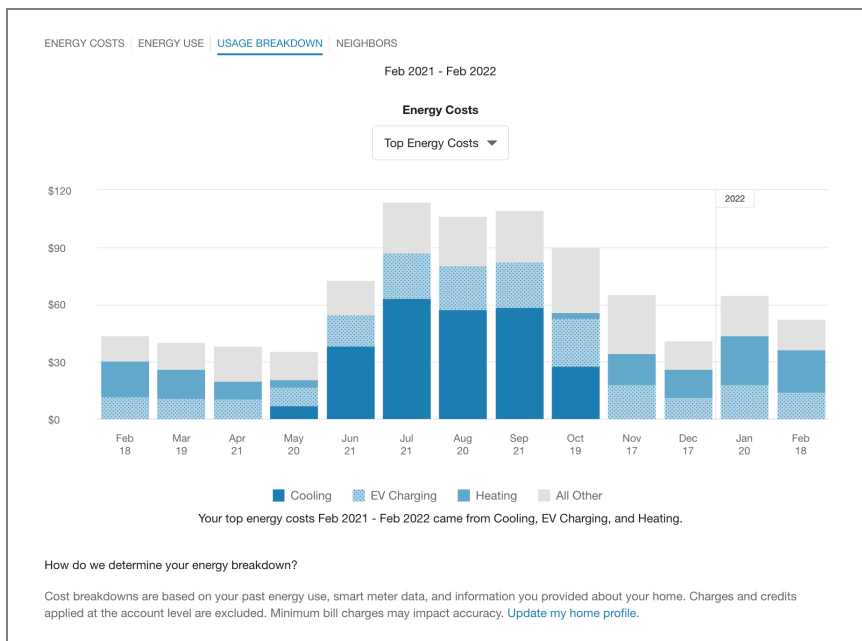 ENERGY COSTS ENERGY USE USAGE BREAKDOWN NEIGHBORS
Feb 2021 - Feb 2022
Energy Costs
Top Energy Costs
$120
2022
$90
$60
$30
$0
Feb Mar Apr May Jun Jul Aug Sep Oct Nov Dec Jan Feb
18 19 21 20 21 21 20 21 19 17 17 20 18
Cooling EV Charging Heating All Other
Your top energy costs Feb 2021 - Feb 2022 came from Cooling, EV Charging, and Heating.
How do we determine your energy breakdown?
Cost breakdowns are based on your past energy use, smart meter data, and information you provided about your home. Charges and credits
applied at the account level are excluded. Minimum bill charges may impact accuracy. Update my home profile.